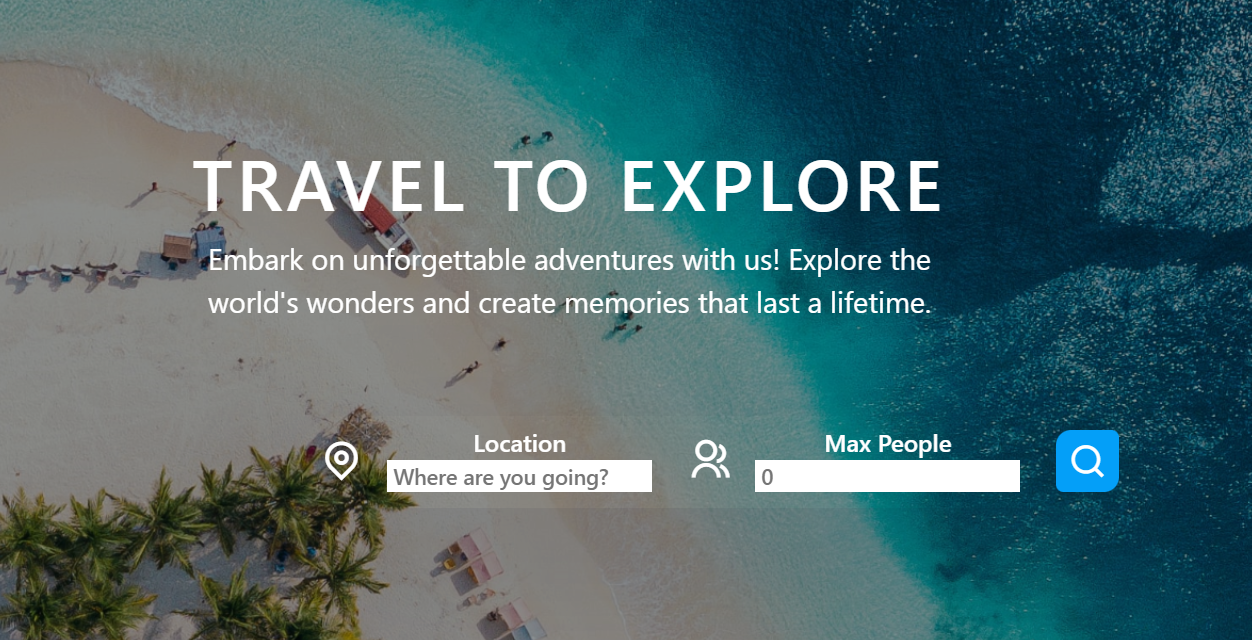 TRAVEL TO EXPLORE
Embark on unforgettable adventures with us! Explore the
world's wonders and create memories that last a lifetime.
Location
Where are you going?
Max People
0